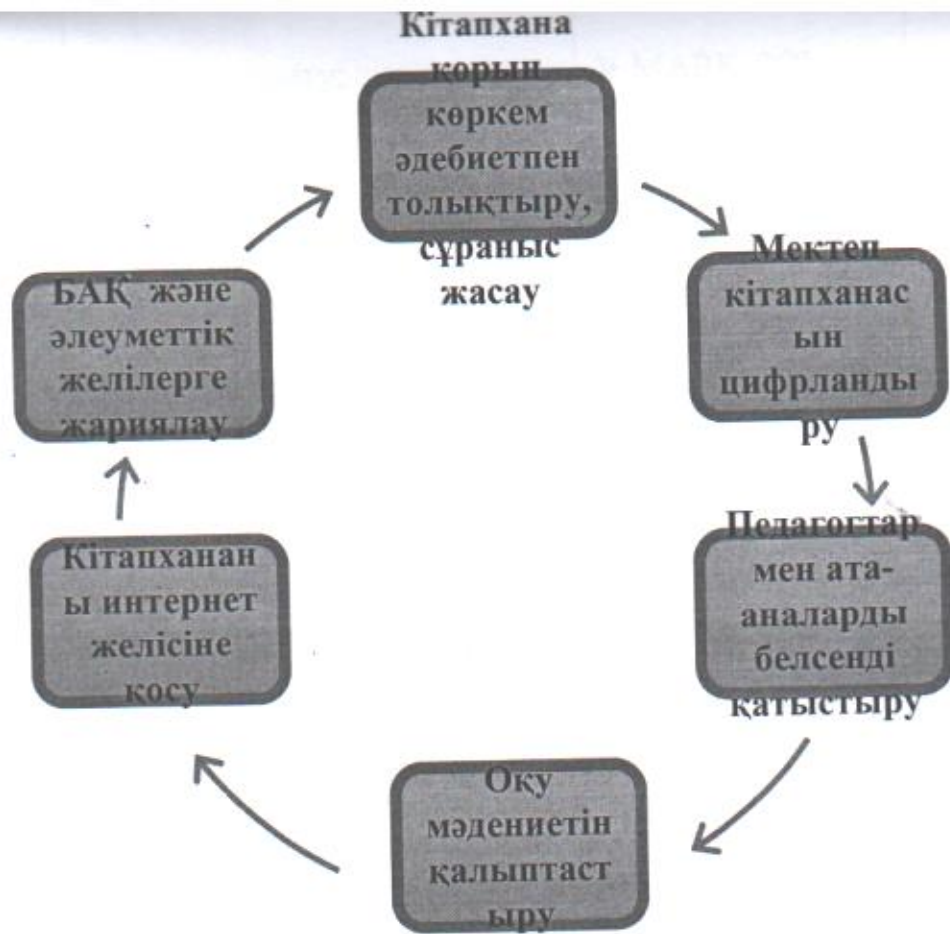 Кітапхана
қорын
көркем
әдебиетпен
толықтыру,
сұраныс
жасау
Мектеп
кітапханас
ын
цифрланды
ру
Педагогтар
мен ата-
аналарды
белсенді
қатыстыру
Оқу
мәдениетін
қалыптаст
ыру
Кітапханан
ы интернет
желісіне
қосу
БАҚ және
әлеуметтік
желілерге
жариялау